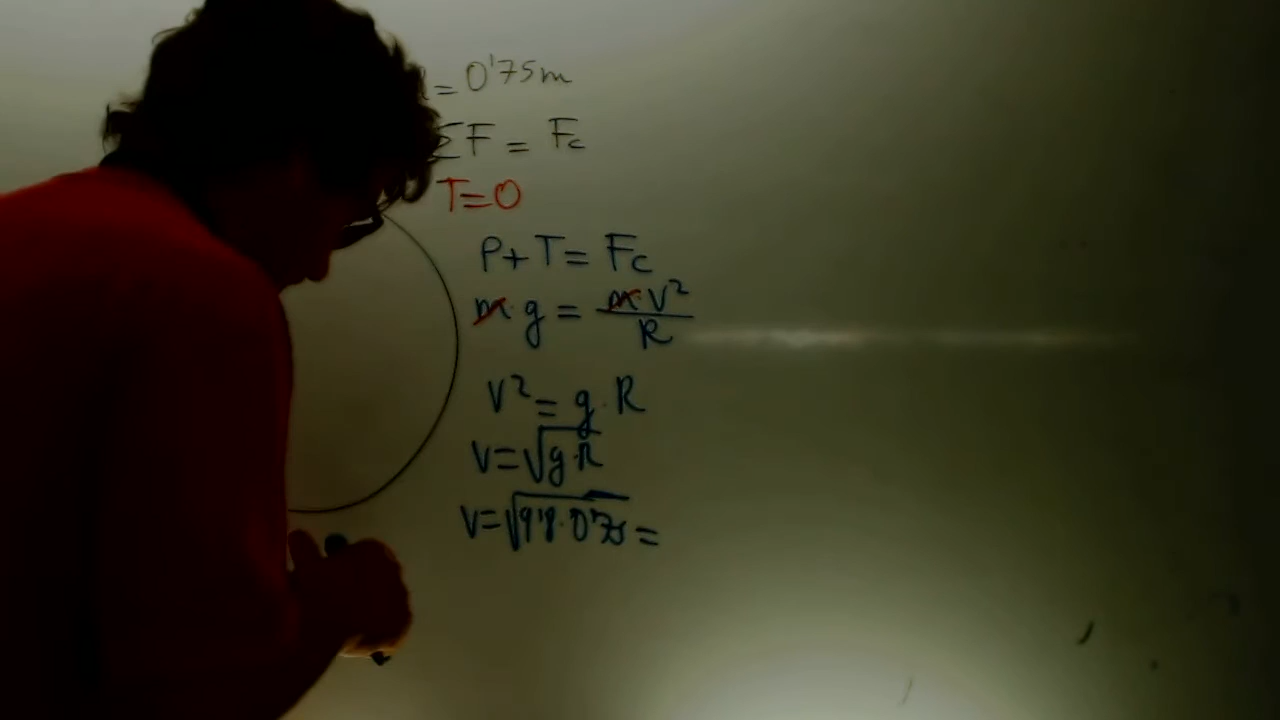 = 0'75m
ΣF = Fc
T=0
P+T= Fc
m·g = m·v²/R
v²= g·R
v=√g·R
v=√9'8·0'75 =